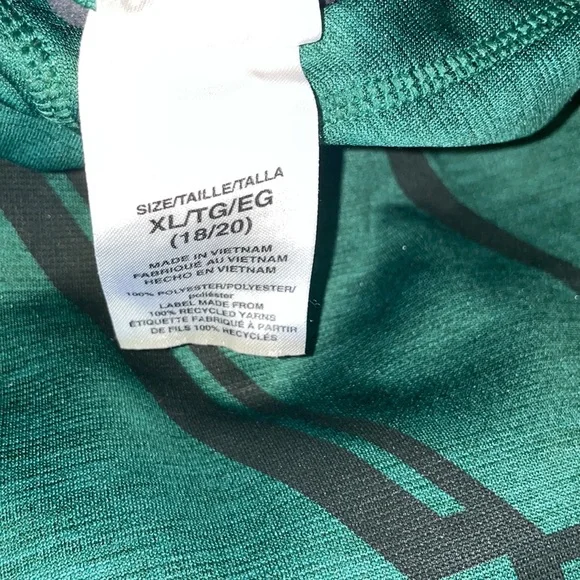 SIZE/TAILLE/TALLA
XL/TG/EG
(18/20)
MADE IN VIETNAM
FABRIQUÉ AU VIETNAM
HECHO EN VIETNAM
100% POLYESTER/POLYESTER/
poliéster
LABEL MADE FROM
100% RECYCLED YARNS
ÉTIQUETTE FABRIQUÉ À PARTIR
DE FILS 100% RECYCLÉS